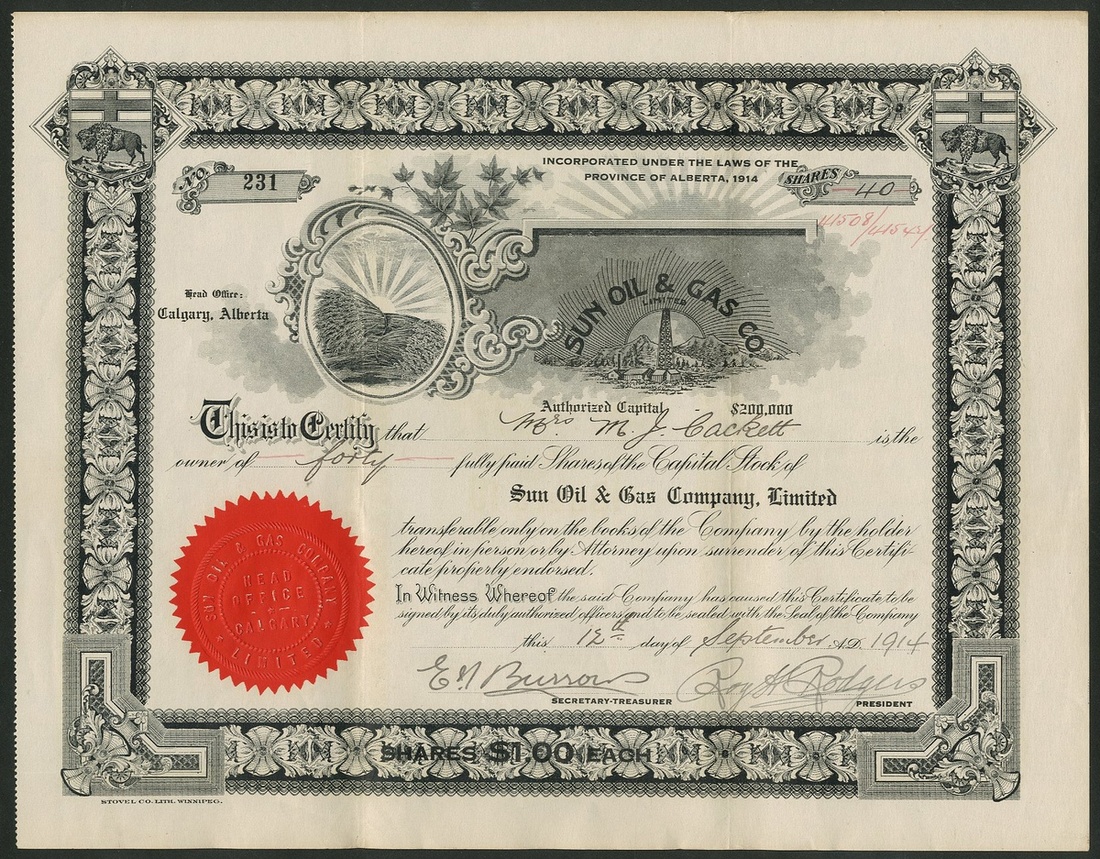 INCORPORATED UNDER THE LAWS OF THE
PROVINCE OF ALBERTA, 1914
No. 231
SHARES 40
Head Office:
Calgary, Alberta
SUN OIL & GAS CO
LIMITED
Authorized Capital $200,000
This is to Certify that Mrs M. J. Cackett is the
owner of forty fully paid Shares of the Capital Stock of
Sun Oil & Gas Company, Limited
transferable only on the books of the Company by the holder
hereof in person or by Attorney upon surrender of this Certifi-
cate properly endorsed.
In Witness Whereof the said Company has caused this Certificate to be
signed by its duly authorized officers and to be sealed with the Seal of the Company
this 12th day of September A.D. 1914
SUN OIL & GAS COMPANY
HEAD
OFFICE
CALGARY
LIMITED
Burrows
Roy H Rodgers
SECRETARY-TREASURER
PRESIDENT
SHARES $1.00 EACH
STOVEL CO. LITH. WINNIPEG.